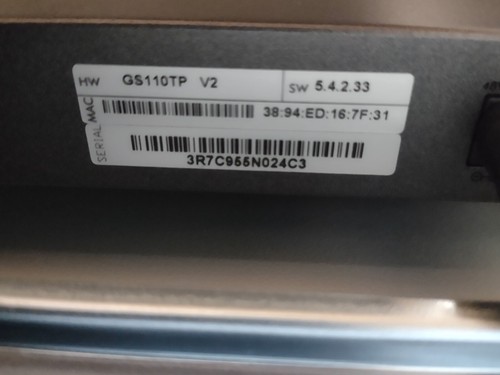 HW GS110TP V2 SW 5.4.2.33
MAC 38:94:ED:16:7F:31
SERIAL 3R7C955N024C3